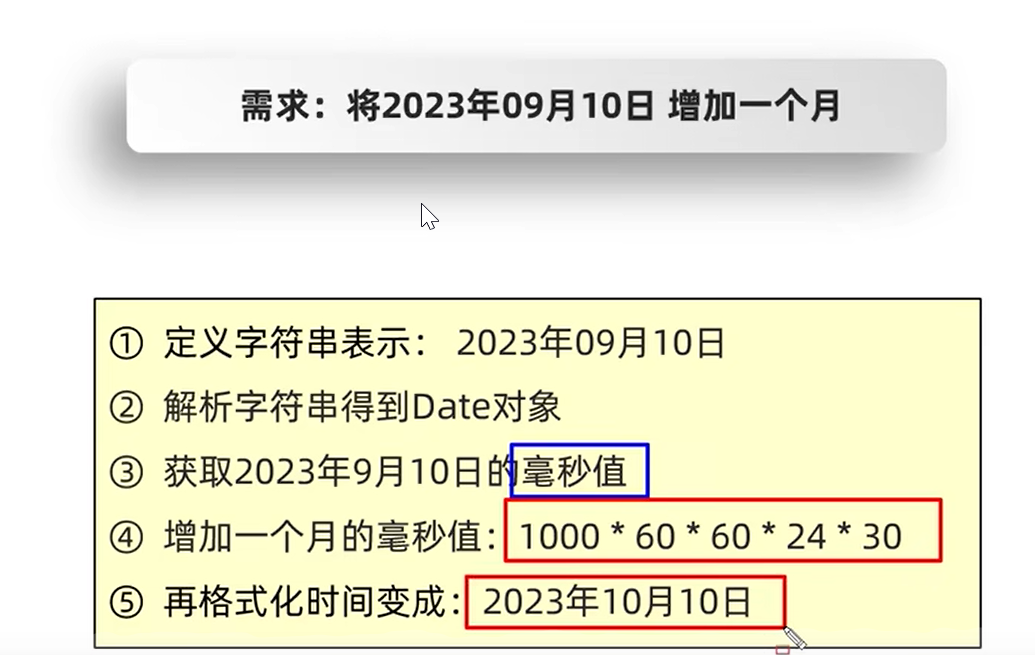 需求：将2023年09月10日 增加一个月
① 定义字符串表示： 2023年09月10日
② 解析字符串得到Date对象
③ 获取2023年9月10日的毫秒值
④ 增加一个月的毫秒值：1000 * 60 * 60 * 24 * 30
⑤ 再格式化时间变成：2023年10月10日